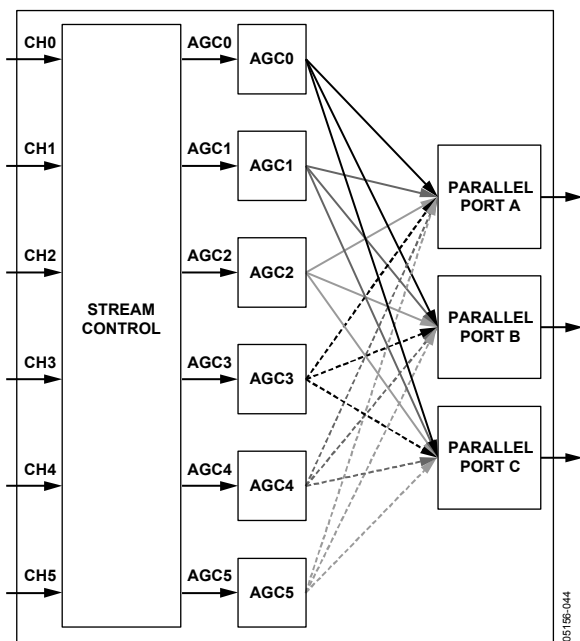 CH0
AGC0
AGC0
CH1
AGC1
AGC1
PARALLEL
PORT A
CH2
AGC2
AGC2
STREAM
CONTROL
PARALLEL
PORT B
CH3
AGC3
AGC3
PARALLEL
PORT C
CH4
AGC4
AGC4
CH5
AGC5
AGC5
05156-044